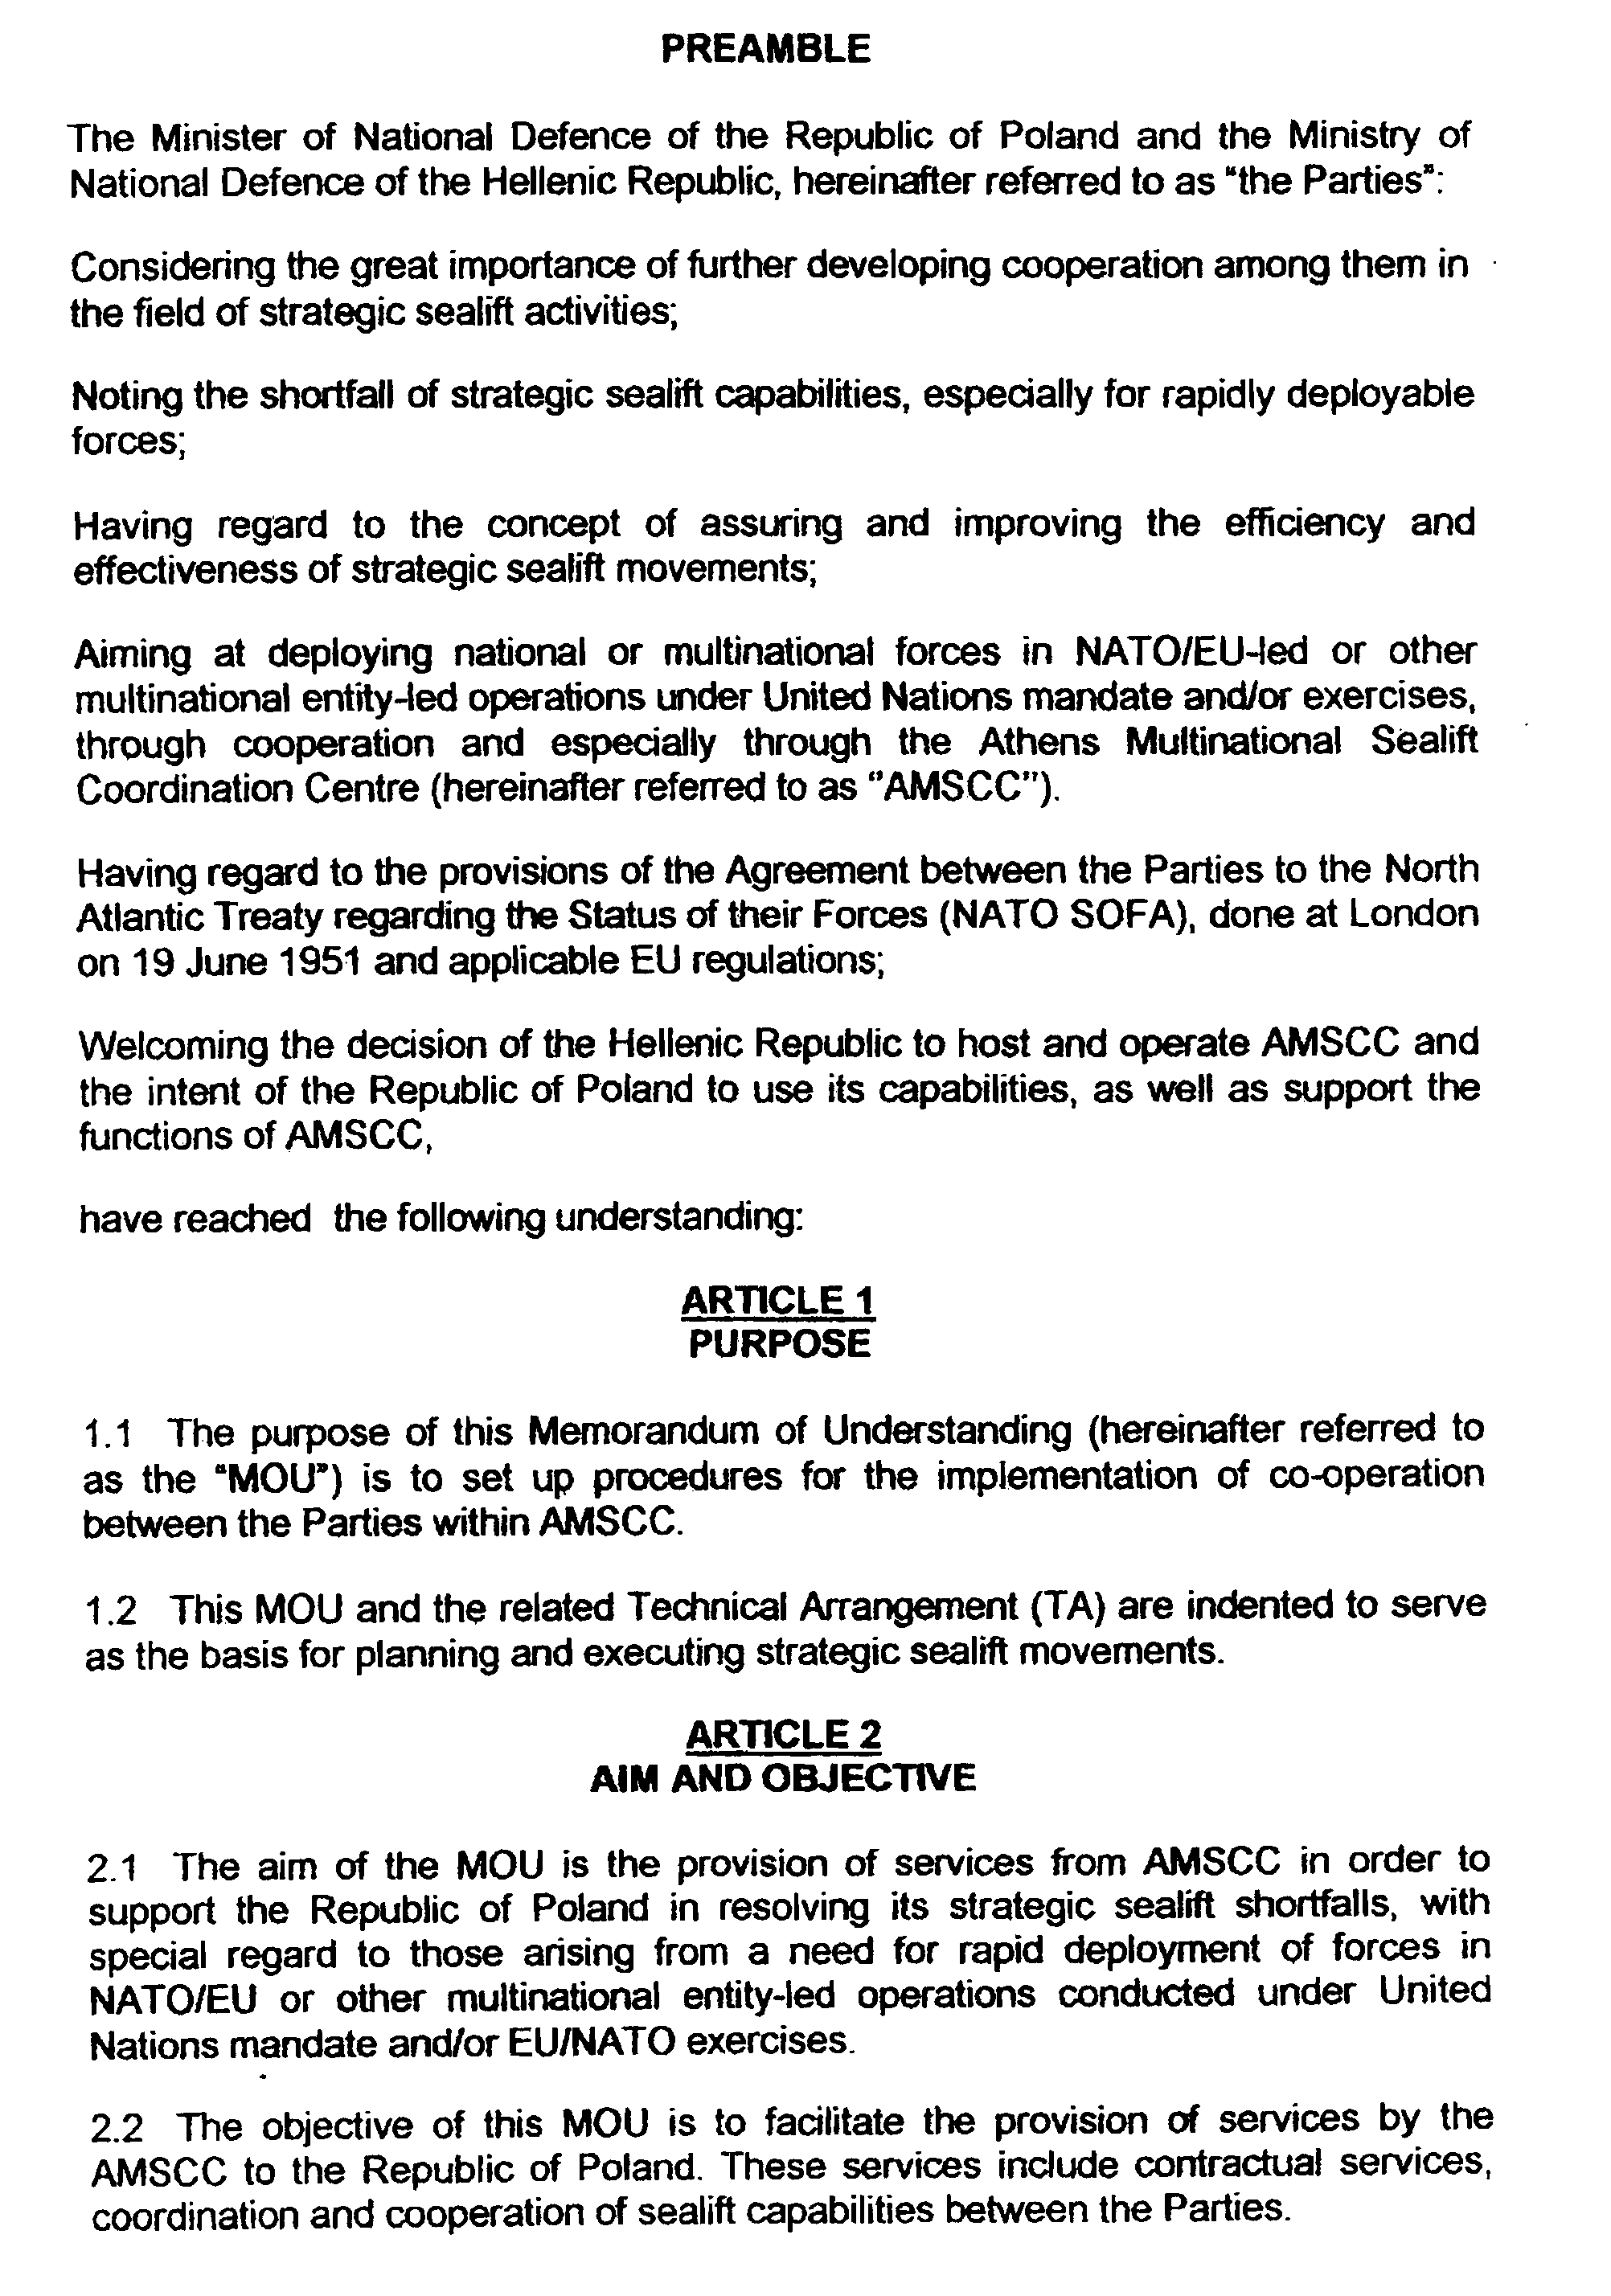 PREAMBLE
The Minister of National Defence of the Republic of Poland and the Ministry of
National Defence of the Hellenic Republic, hereinafter referred to as "the Parties":
Considering the great importance of further developing cooperation among them in
the field of strategic sealift activities;
Noting the shortfall of strategic sealift capabilities, especially for rapidly deployable
forces;
Having regard to the concept of assuring and improving the efficiency and
effectiveness of strategic sealift movements;
Aiming at deploying national or multinational forces in NATO/EU-led or other
multinational entity-led operations under United Nations mandate and/or exercises,
through cooperation and especially through the Athens Multinational Sealift
Coordination Centre (hereinafter referred to as "AMSCC").
Having regard to the provisions of the Agreement between the Parties to the North
Atlantic Treaty regarding the Status of their Forces (NATO SOFA), done at London
on 19 June 1951 and applicable EU regulations;
Welcoming the decision of the Hellenic Republic to host and operate AMSCC and
the intent of the Republic of Poland to use its capabilities, as well as support the
functions of AMSCC,
have reached the following understanding:
ARTICLE 1
PURPOSE
1.1 The purpose of this Memorandum of Understanding (hereinafter referred to
as the "MOU") is to set up procedures for the implementation of co-operation
between the Parties within AMSCC.
1.2 This MOU and the related Technical Arrangement (TA) are indented to serve
as the basis for planning and executing strategic sealift movements.
ARTICLE 2
AIM AND OBJECTIVE
2.1 The aim of the MOU is the provision of services from AMSCC in order to
support the Republic of Poland in resolving its strategic sealift shortfalls, with
special regard to those arising from a need for rapid deployment of forces in
NATO/EU or other multinational entity-led operations conducted under United
Nations mandate and/or EU/NATO exercises.
2.2 The objective of this MOU is to facilitate the provision of services by the
AMSCC to the Republic of Poland. These services include contractual services,
coordination and cooperation of sealift capabilities between the Parties.